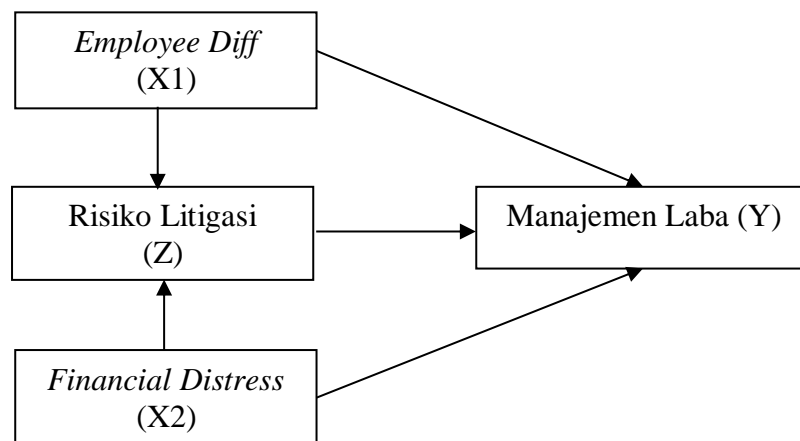 Employee Diff
(X1)
Risiko Litigasi
(Z)
Manajemen Laba (Y)
Financial Distress
(X2)